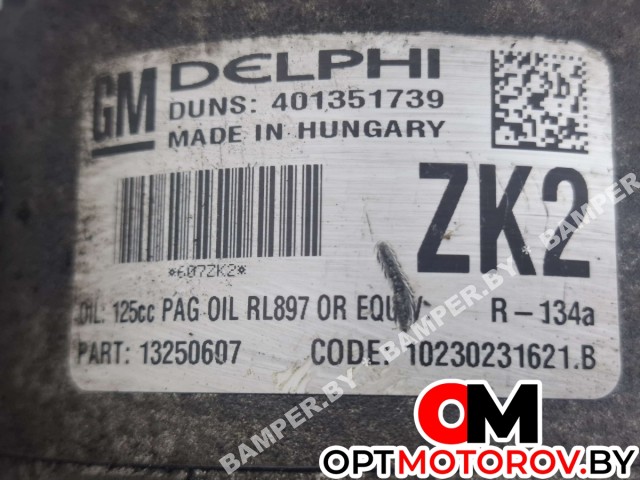 GM DELPHI
DUNS: 401351739
MADE IN HUNGARY
*607ZK2*
ZK2
OIL: 125cc PAG OIL RL897 OR EQUIV R-134a
PART: 13250607 CODE: 10230231621.B
BAMPER.BY • BAMPER.BY • BAMPER.BY
OM
OPTMOTOROV.BY